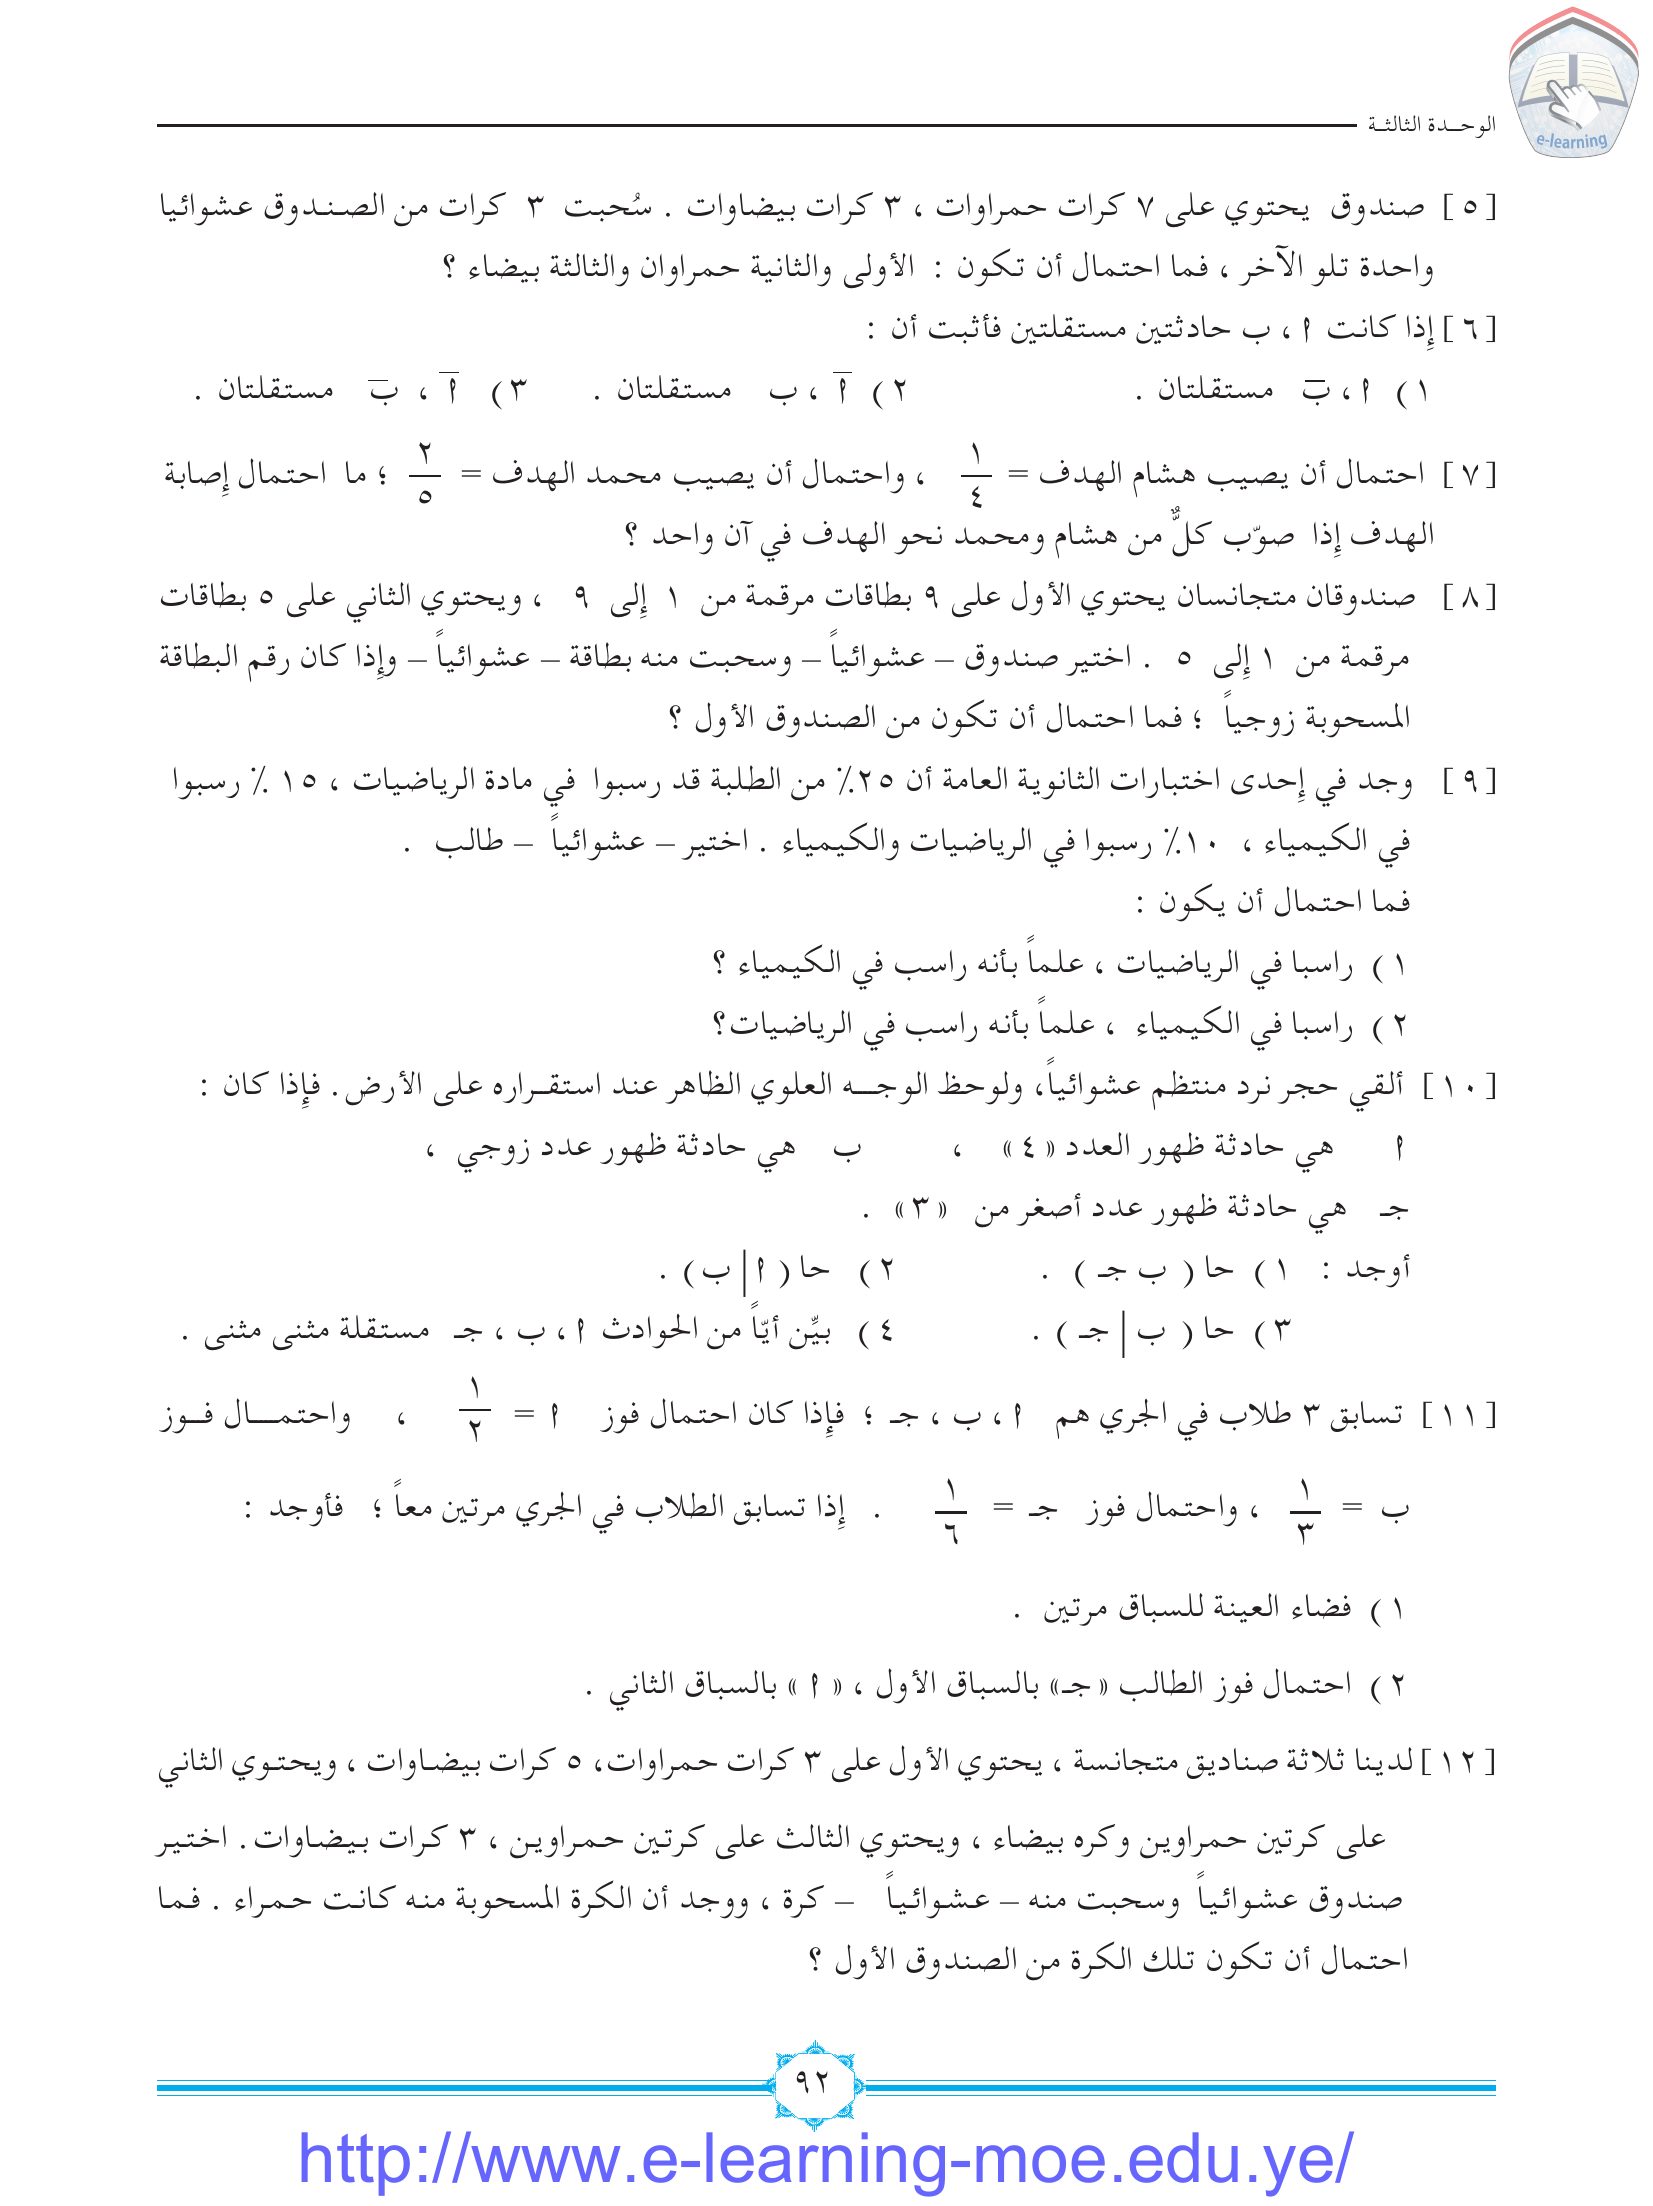 e-learning
الوحدة الثالثة
[٥] صندوق يحتوي على ٧ كرات حمراوات ، ٣ كرات بيضاوات . سُحبت ٣ كرات من الصندوق عشوائيا
واحدة تلو الآخر ، فما احتمال أن تكون : الأولى والثانية حمراوان والثالثة بيضاء ؟
[٦] إذا كانت ا ، ب حادثتين مستقلتين فأثبت أن :
١) ا ، ب̅ مستقلتان . ٢) ا̅ ، ب مستقلتان . ٣) ا̅ ، ب̅ مستقلتان .
[٧] احتمال أن يصيب هشام الهدف = ١/٤ ، واحتمال أن يصيب محمد الهدف = ٢/٥ ؛ ما احتمال إصابة
الهدف إذا صوّب كلٌّ من هشام ومحمد نحو الهدف في آن واحد ؟
[٨] صندوقان متجانسان يحتوي الأول على ٩ بطاقات مرقمة من ١ إلى ٩ ، ويحتوي الثاني على ٥ بطاقات
مرقمة من ١ إلى ٥ . اختير صندوق – عشوائياً – وسحبت منه بطاقة – عشوائياً – وإذا كان رقم البطاقة
المسحوبة زوجياً ؛ فما احتمال أن تكون من الصندوق الأول ؟
[٩] وجد في إحدى اختبارات الثانوية العامة أن ٢٥٪ من الطلبة قد رسبوا في مادة الرياضيات ، ١٥ ٪ رسبوا
في الكيمياء ، ١٠٪ رسبوا في الرياضيات والكيمياء . اختير – عشوائياً – طالب .
فما احتمال أن يكون :
١) راسبا في الرياضيات ، علماً بأنه راسب في الكيمياء ؟
٢) راسبا في الكيمياء ، علماً بأنه راسب في الرياضيات؟
[١٠] ألقي حجر نرد منتظم عشوائياً، ولوحظ الوجه العلوي الظاهر عند استقراره على الأرض. فإذا كان :
ا هي حادثة ظهور العدد «٤» ، ب هي حادثة ظهور عدد زوجي ،
جـ هي حادثة ظهور عدد أصغر من «٣» .
أوجد : ١) حا ( ب جـ ) . ٢) حا ( ا | ب ) .
٣) حا ( ب | جـ ) . ٤) بيِّن أيّاً من الحوادث ا ، ب ، جـ مستقلة مثنى مثنى .
[١١] تسابق ٣ طلاب في الجري هم ا ، ب ، جـ ؛ فإذا كان احتمال فوز ا = ١/٢ ، واحتمال فوز
ب = ١/٣ ، واحتمال فوز جـ = ١/٦ . إذا تسابق الطلاب في الجري مرتين معاً ؛ فأوجد :
١) فضاء العينة للسباق مرتين .
٢) احتمال فوز الطالب «جـ» بالسباق الأول ، «ا» بالسباق الثاني .
[١٢] لدينا ثلاثة صناديق متجانسة ، يحتوي الأول على ٣ كرات حمراوات، ٥ كرات بيضاوات ، ويحتوي الثاني
على كرتين حمراوين وكره بيضاء ، ويحتوي الثالث على كرتين حمراوين ، ٣ كرات بيضاوات. اختير
صندوق عشوائياً وسحبت منه – عشوائياً – كرة ، ووجد أن الكرة المسحوبة منه كانت حمراء . فما
احتمال أن تكون تلك الكرة من الصندوق الأول ؟
٩٢
http://www.e-learning-moe.edu.ye/